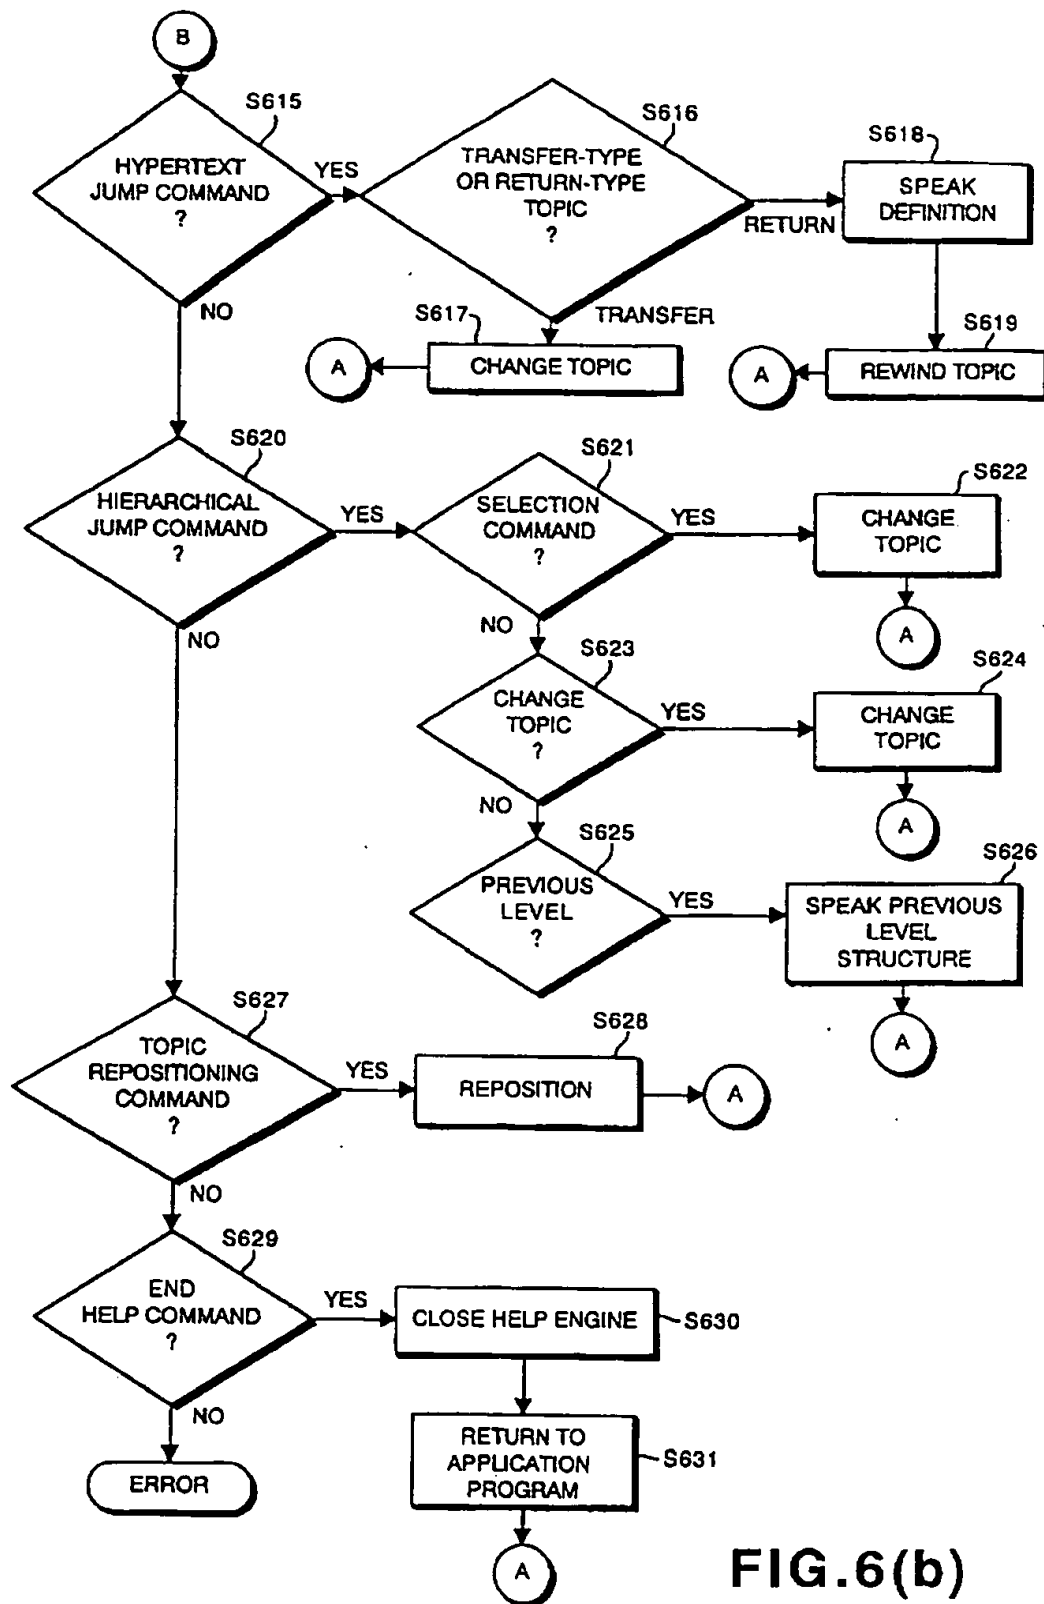 B
S615
HYPERTEXT
JUMP COMMAND
?
YES
NO
S616
TRANSFER-TYPE
OR RETURN-TYPE
TOPIC
?
RETURN
TRANSFER
S618
SPEAK
DEFINITION
S617
CHANGE TOPIC
A
S619
REWIND TOPIC
A
S620
HIERARCHICAL
JUMP COMMAND
?
YES
NO
S621
SELECTION
COMMAND
?
YES
NO
S622
CHANGE
TOPIC
A
S623
CHANGE
TOPIC
?
YES
NO
S624
CHANGE
TOPIC
A
S625
PREVIOUS
LEVEL
?
YES
S626
SPEAK PREVIOUS
LEVEL
STRUCTURE
A
S627
TOPIC
REPOSITIONING
COMMAND
?
YES
NO
S628
REPOSITION
A
S629
END
HELP COMMAND
?
YES
NO
CLOSE HELP ENGINE
S630
ERROR
RETURN TO
APPLICATION
PROGRAM
S631
A
FIG.6(b)